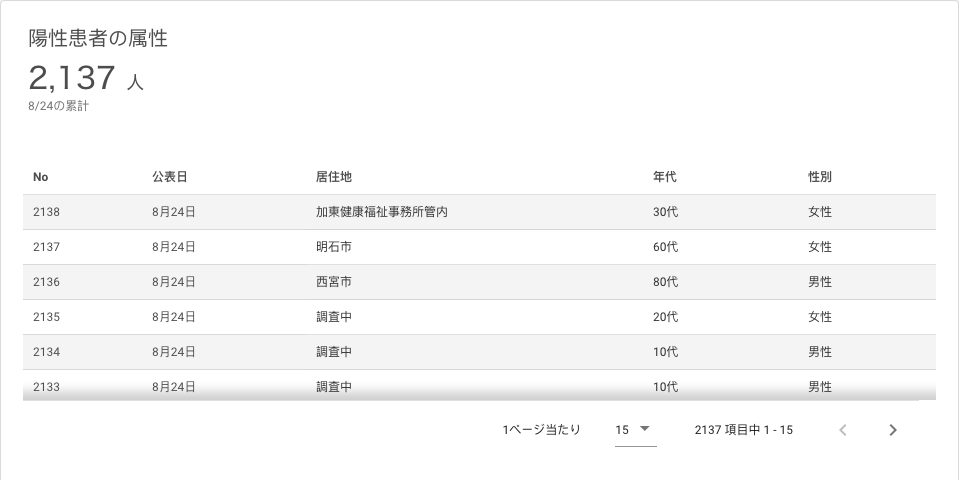 陽性患者の属性
2,137 人
8/24の累計
No 公表日 居住地 年代 性別
2138 8月24日 加東健康福祉事務所管内 30代 女性
2137 8月24日 明石市 60代 女性
2136 8月24日 西宮市 80代 男性
2135 8月24日 調査中 20代 女性
2134 8月24日 調査中 10代 男性
2133 8月24日 調査中 10代 男性
1ページ当たり 15 2137 項目中 1 - 15